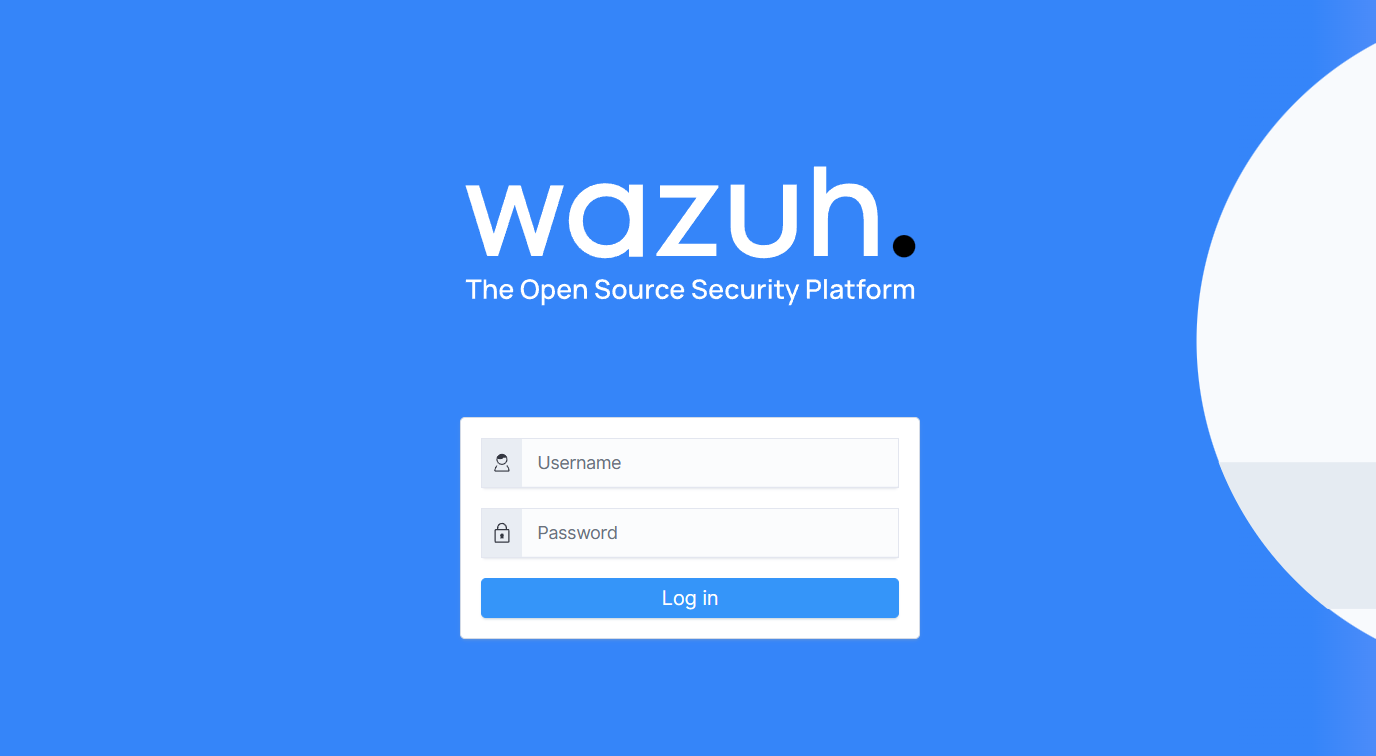 wazuh.
The Open Source Security Platform
Username
Password
Log in